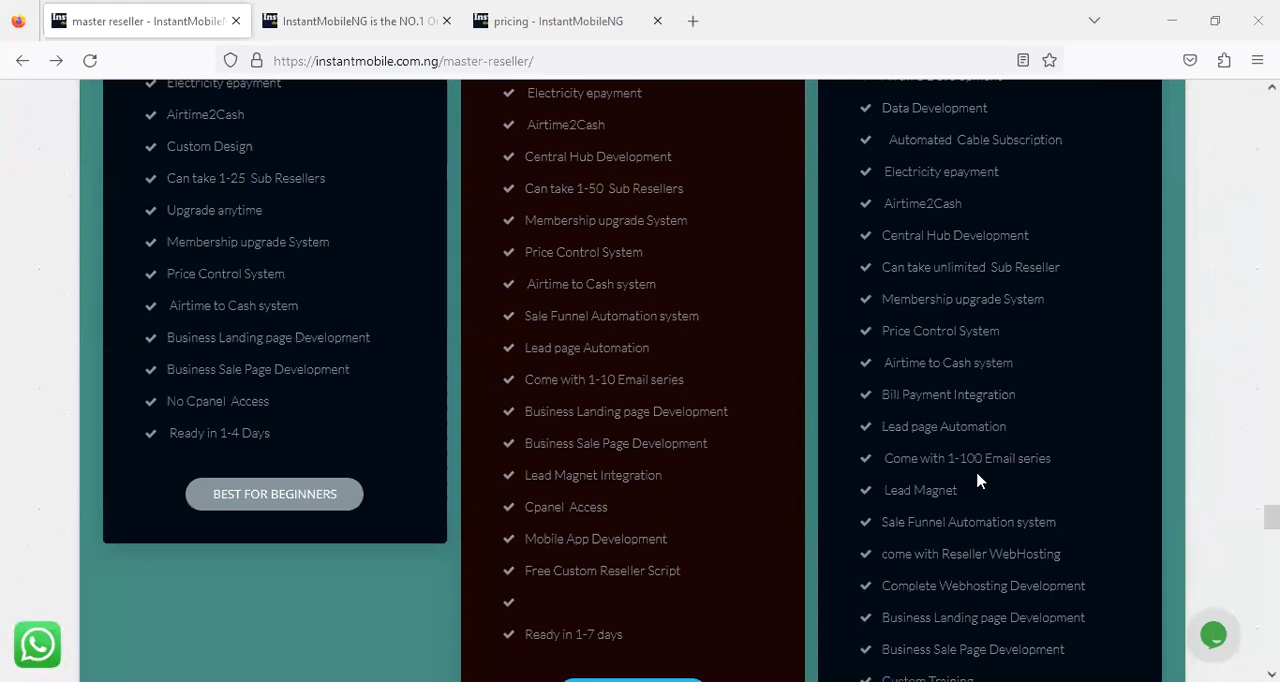 master reseller - InstantMobileN
InstantMobileNG is the NO.1 O
pricing - InstantMobileNG
https://instantmobile.com.ng/master-reseller/
Electricity epayment
Airtime2Cash
Custom Design
Can take 1-25 Sub Resellers
Upgrade anytime
Membership upgrade System
Price Control System
Airtime to Cash system
Business Landing page Development
Business Sale Page Development
No Cpanel Access
Ready in 1-4 Days
BEST FOR BEGINNERS
Electricity epayment
Airtime2Cash
Central Hub Development
Can take 1-50 Sub Resellers
Membership upgrade System
Price Control System
Airtime to Cash system
Sale Funnel Automation system
Lead page Automation
Come with 1-10 Email series
Business Landing page Development
Business Sale Page Development
Lead Magnet Integration
Cpanel Access
Mobile App Development
Free Custom Reseller Script
Ready in 1-7 days
Data Development
Automated Cable Subscription
Electricity epayment
Airtime2Cash
Central Hub Development
Can take unlimited Sub Reseller
Membership upgrade System
Price Control System
Airtime to Cash system
Bill Payment Integration
Lead page Automation
Come with 1-100 Email series
Lead Magnet
Sale Funnel Automation system
come with Reseller WebHosting
Complete Webhosting Development
Business Landing page Development
Business Sale Page Development
Custom Training